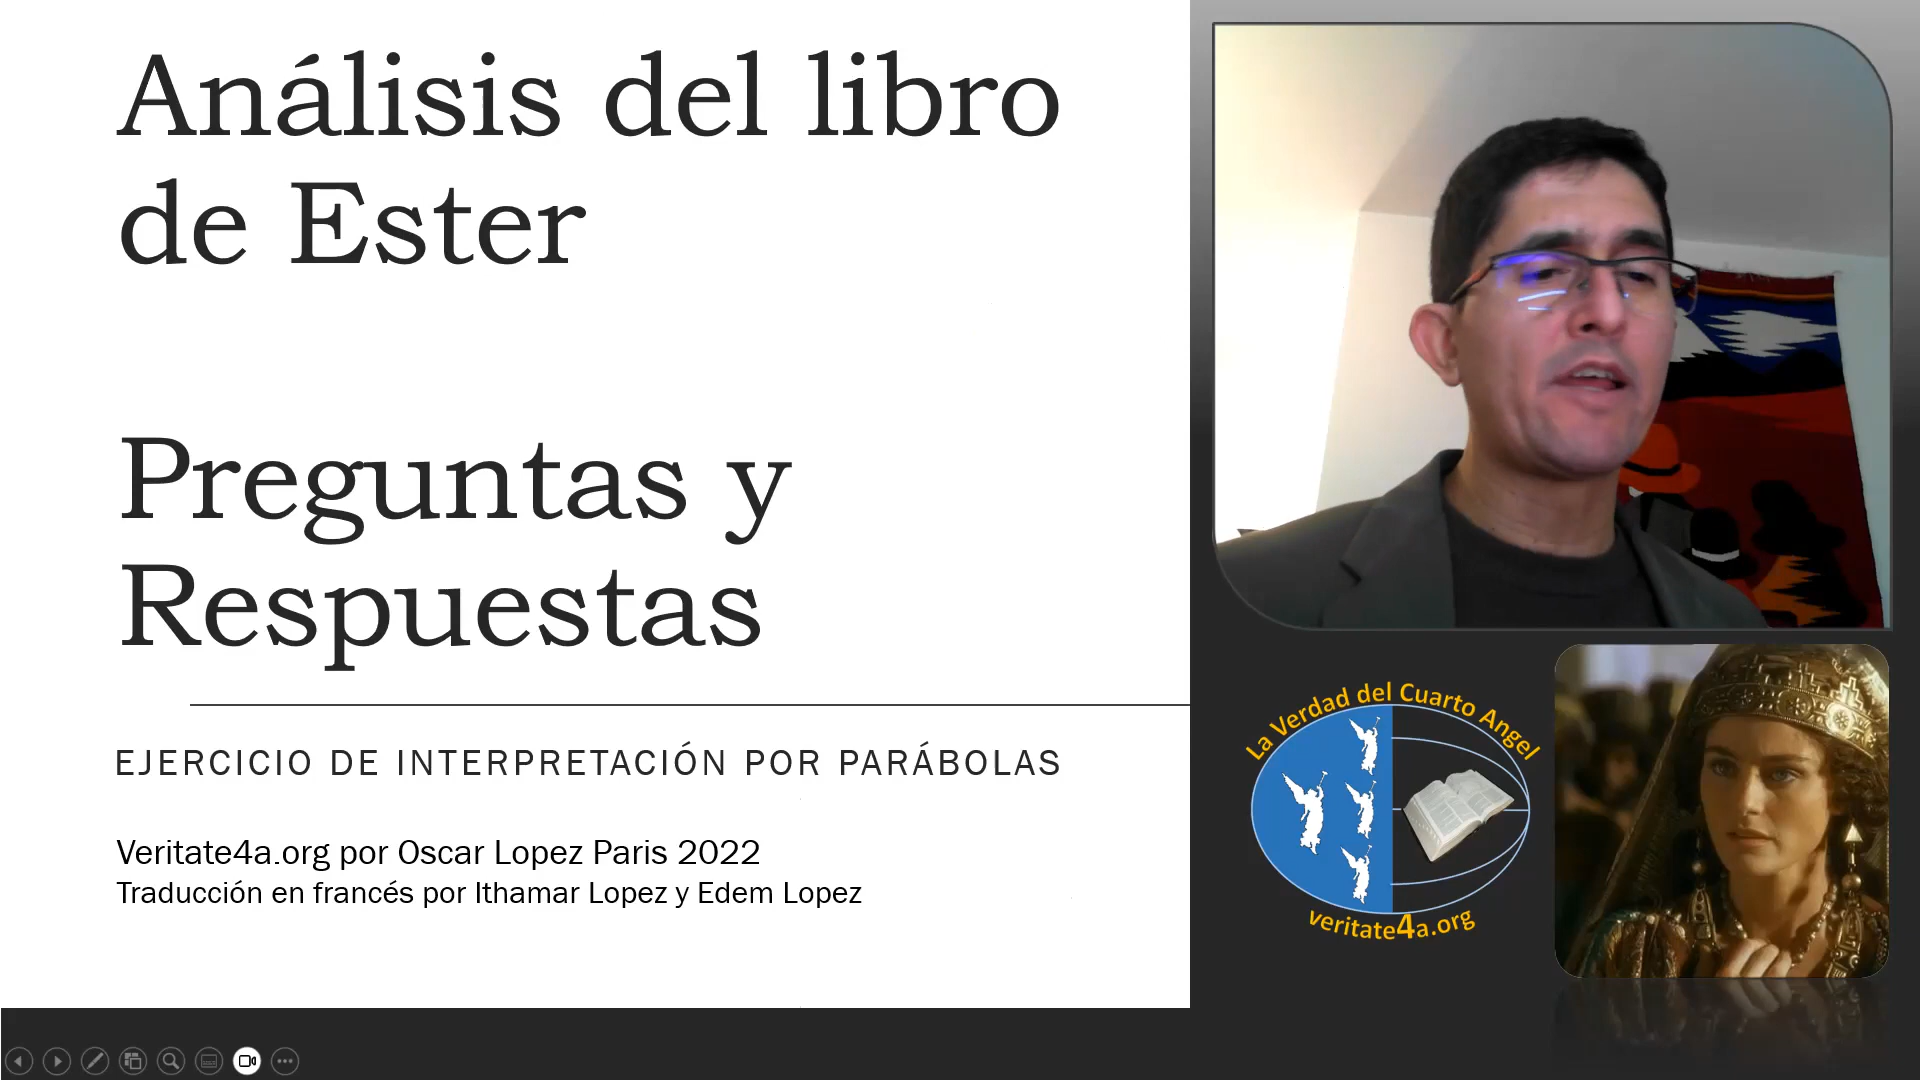 Análisis del libro
de Ester
Preguntas y
Respuestas
EJERCICIO DE INTERPRETACIÓN POR PARÁBOLAS
Veritate4a.org por Oscar Lopez Paris 2022
Traducción en francés por Ithamar Lopez y Edem Lopez
La Verdad del Cuarto Angel
veritate4a.org